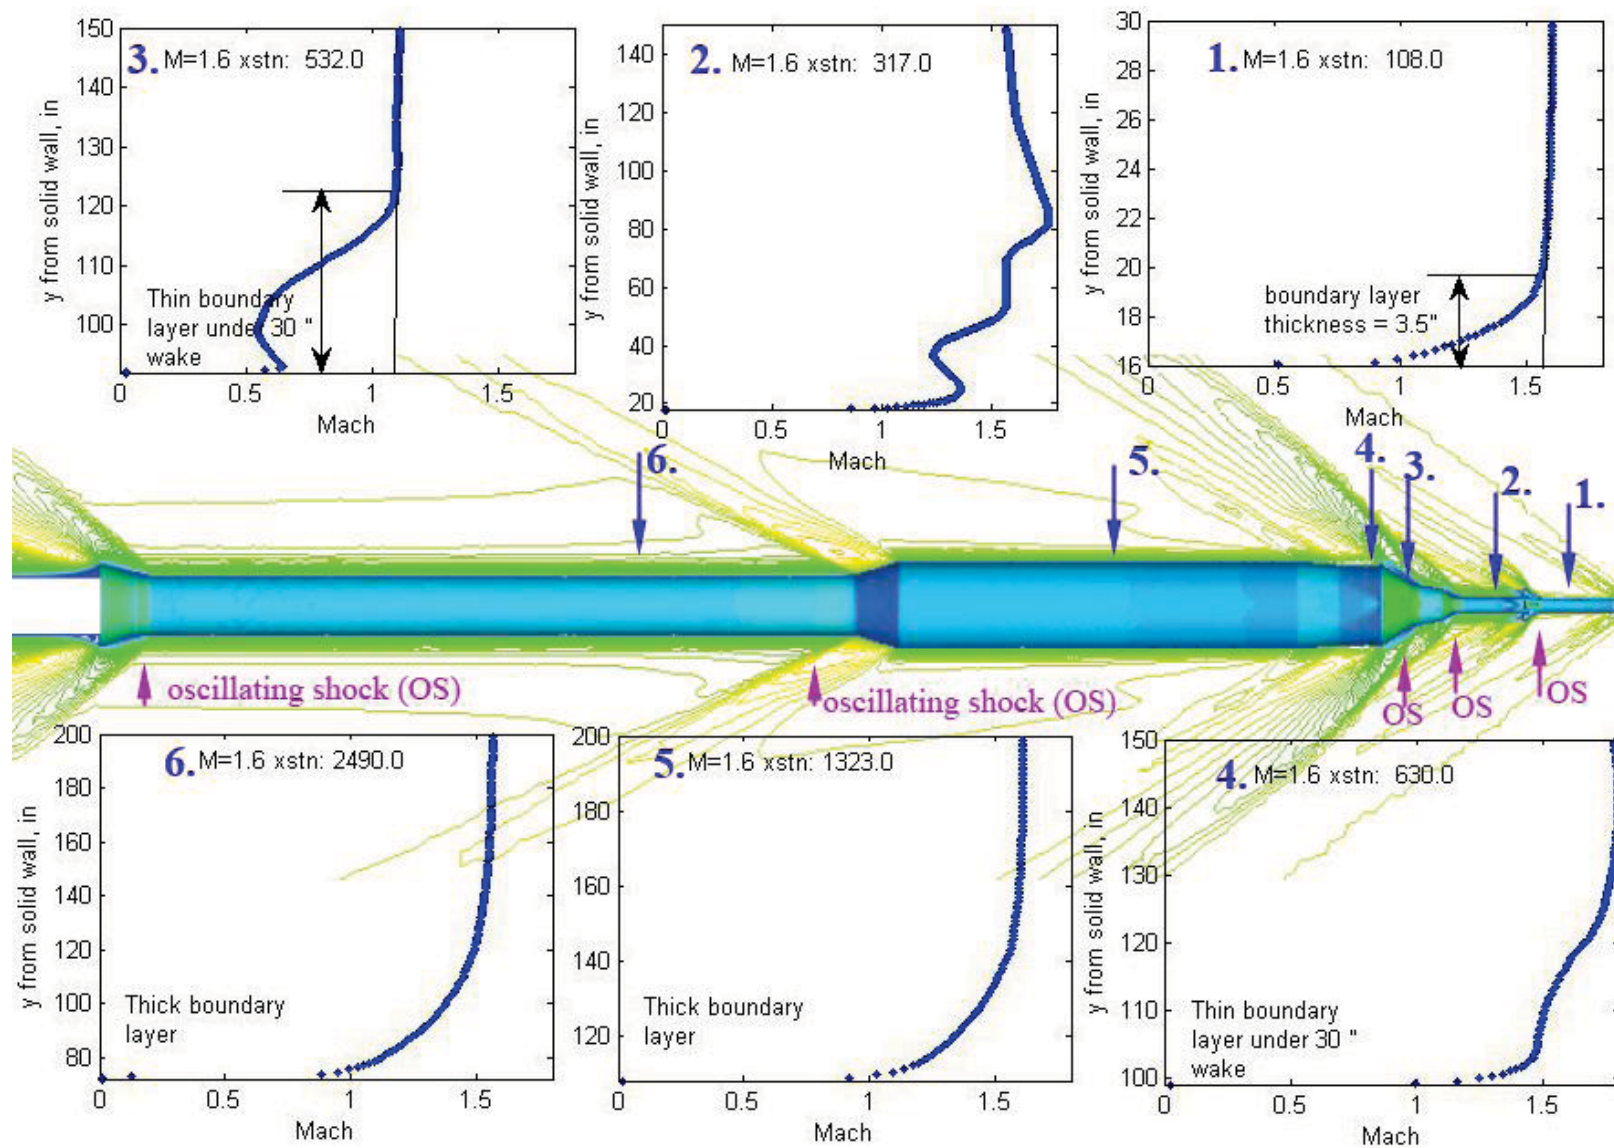 3. M=1.6 xstn: 532.0
150
140
130
120
110
100
y from solid wall, in
Thin boundary
layer under 30 "
wake
0 0.5 1 1.5
Mach
2. M=1.6 xstn: 317.0
140
120
100
80
60
40
20
y from solid wall, in
0 0.5 1 1.5
Mach
1. M=1.6 xstn: 108.0
30
28
26
24
22
20
18
16
y from solid wall, in
boundary layer
thickness = 3.5"
0 0.5 1 1.5
Mach
6. 5. 4. 3. 2. 1.
oscillating shock (OS) oscillating shock (OS) OS OS OS
6. M=1.6 xstn: 2490.0
200
180
160
140
120
100
80
y from solid wall, in
Thick boundary
layer
0 0.5 1 1.5
Mach
5. M=1.6 xstn: 1323.0
200
180
160
140
120
Thick boundary
layer
0 0.5 1 1.5
Mach
4. M=1.6 xstn: 630.0
150
140
130
120
110
100
y from solid wall, in
Thin boundary
layer under 30 "
wake
0 0.5 1 1.5
Mach